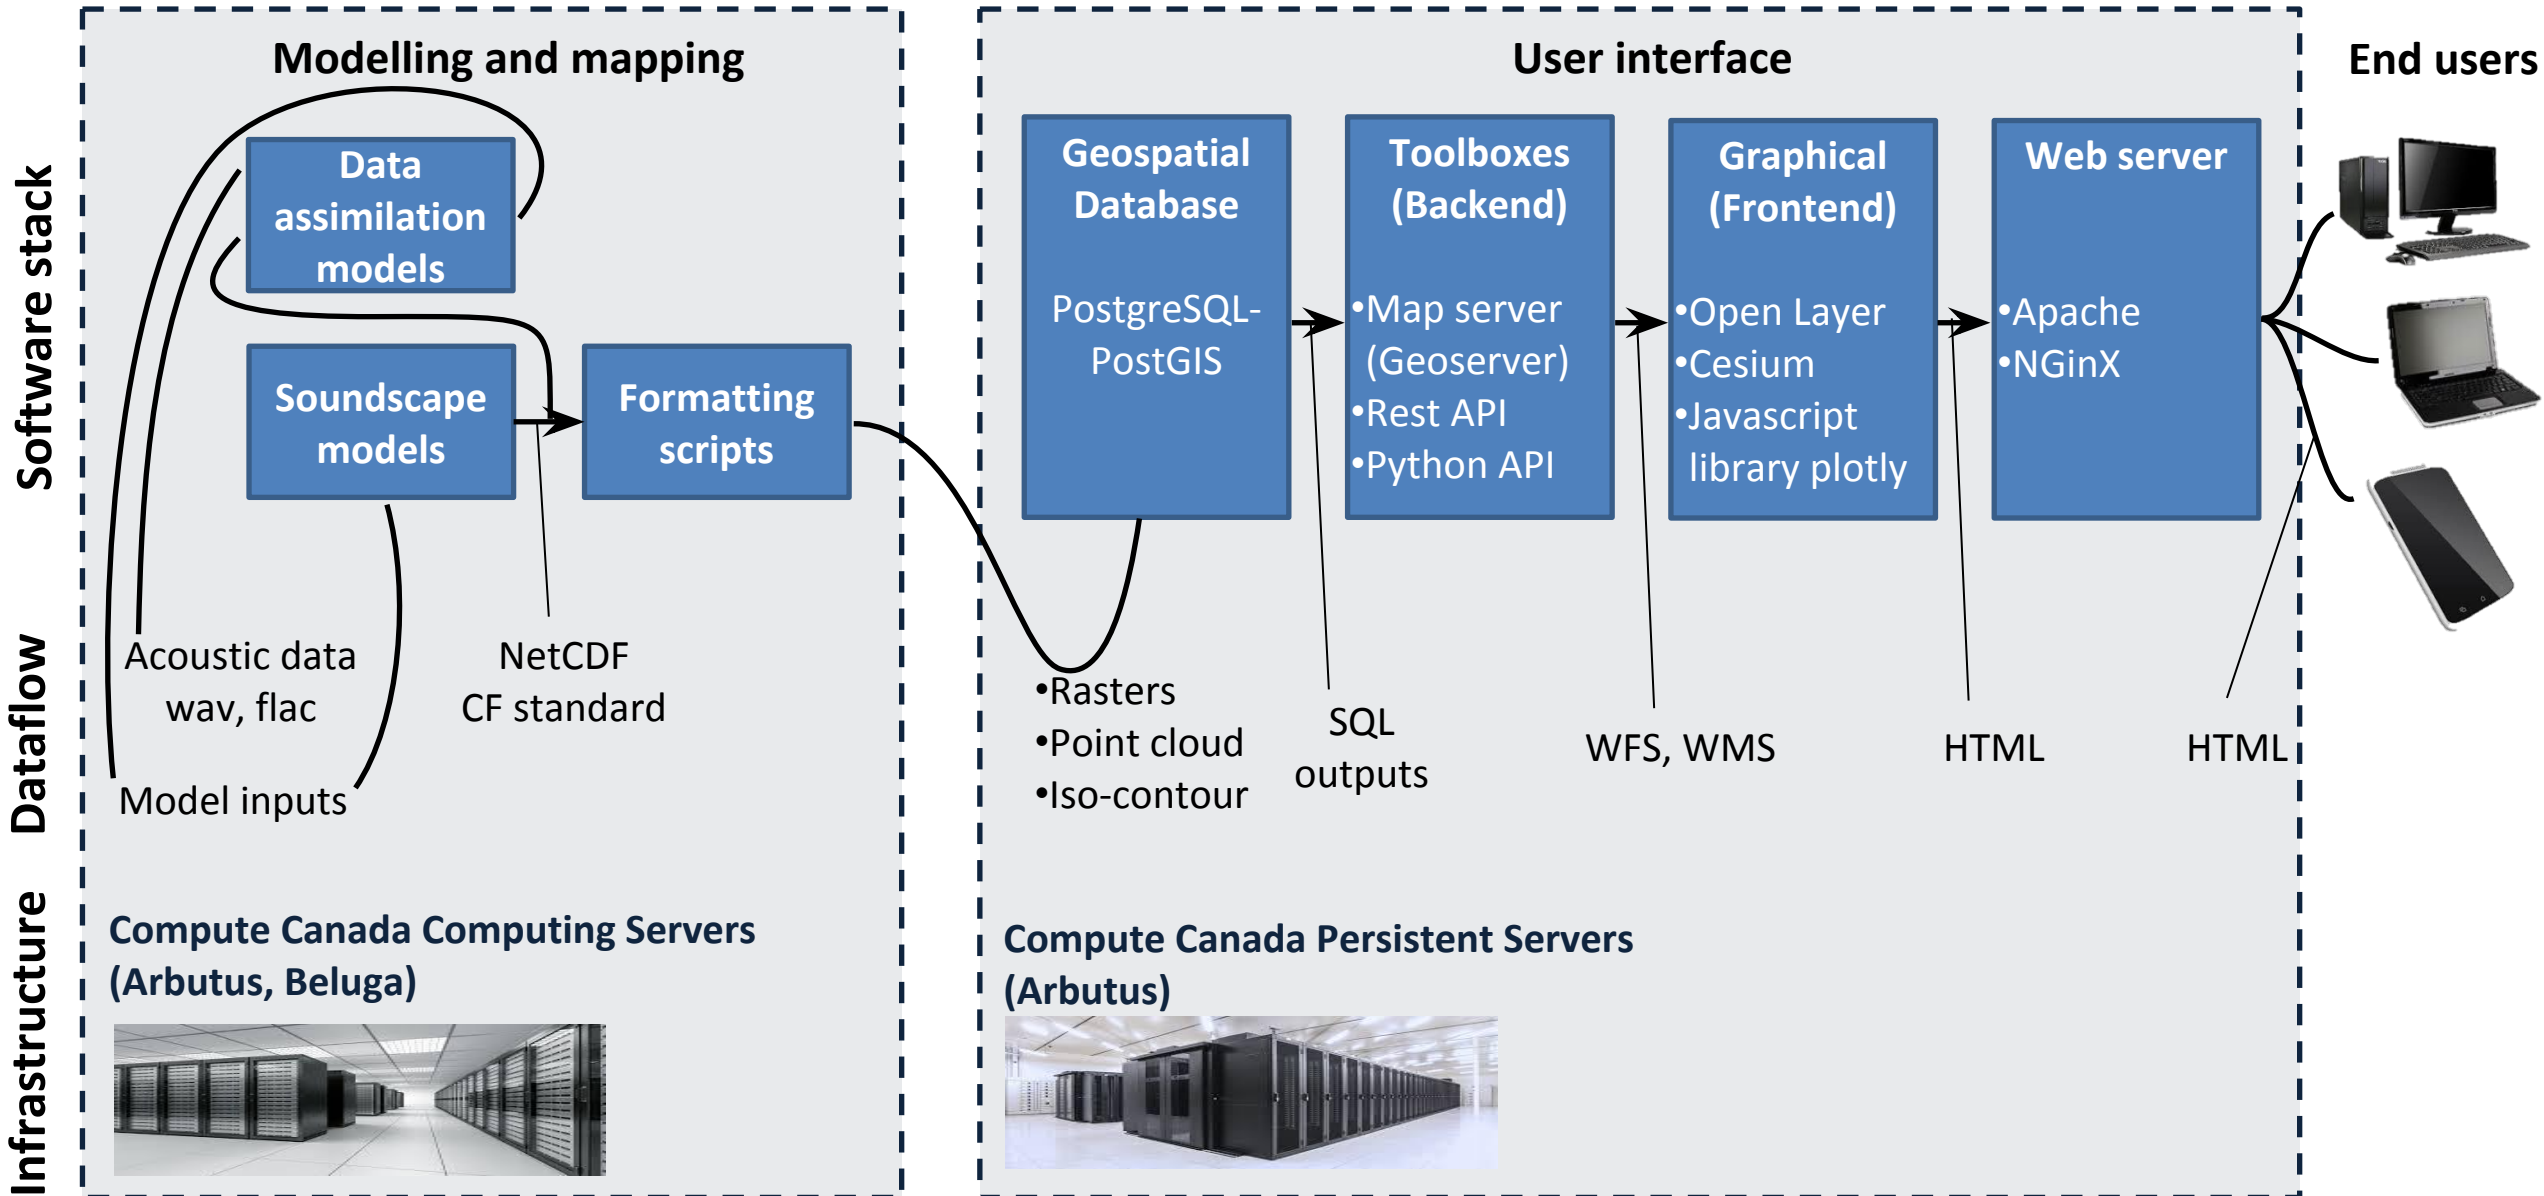 Modelling and mapping
User interface
End users
Software stack
Data
assimilation
models
Soundscape
models
Formatting
scripts
Geospatial
Database
PostgreSQL-
PostGIS
Toolboxes
(Backend)
•Map server
(Geoserver)
•Rest API
•Python API
Graphical
(Frontend)
•Open Layer
•Cesium
•Javascript
library plotly
Web server
•Apache
•NGinX
Dataflow
Acoustic data
wav, flac
Model inputs
NetCDF
CF standard
•Rasters
•Point cloud
•Iso-contour
SQL
outputs
WFS, WMS
HTML
HTML
Infrastructure
Compute Canada Computing Servers
(Arbutus, Beluga)
Compute Canada Persistent Servers
(Arbutus)